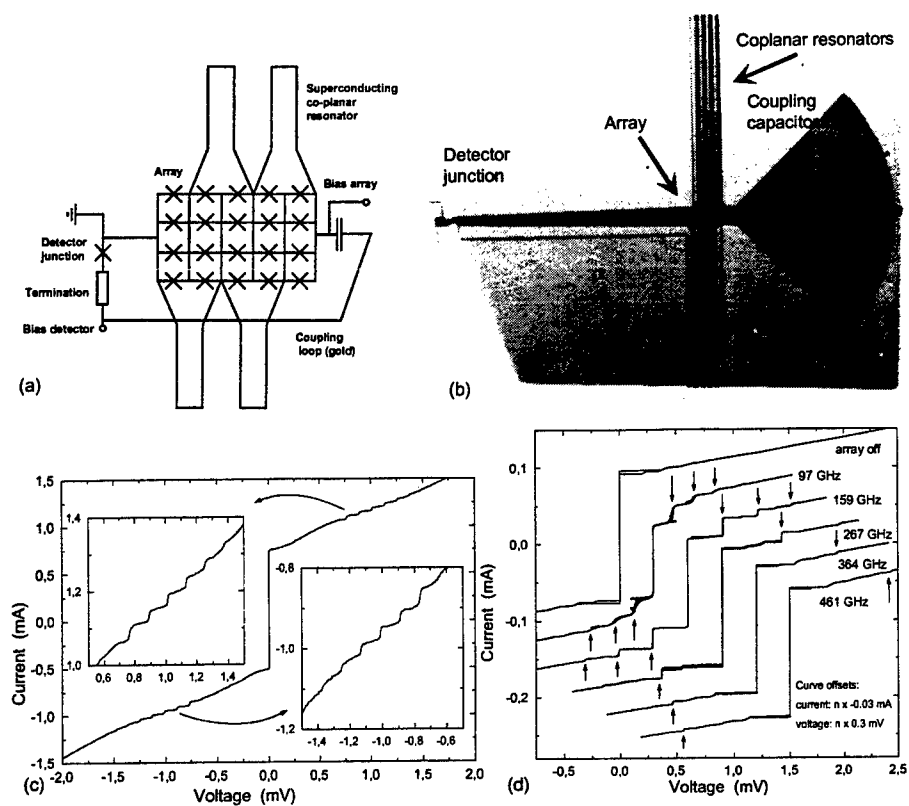 Superconducting
co-planar
resonator
Array
Bias array
Detector
junction
Termination
Bias detector
Coupling
loop (gold)
(a)
Coplanar resonators
Coupling
capacitor
Array
Detector
junction
(b)
1,5
1,0
0,5
0,0
-0,5
-1,0
-1,5
Current (mA)
-2,0 -1,5 -1,0 -0,5 0,0 0,5 1,0 1,5 2,0
Voltage (mV)
1,4
1,2
1,0
0,6 0,8 1,0 1,2 1,4
-0,8
-1,0
-1,2
-1,4 -1,2 -1,0 -0,8 -0,6
(c)
0,1
0,0
-0,1
-0,2
Current (mA)
array off
97 GHz
159 GHz
267 GHz
364 GHz
461 GHz
Curve offsets:
current: n x -0.03 mA
voltage: n x 0.3 mV
-0,5 0,0 0,5 1,0 1,5 2,0 2,5
Voltage (mV)
(d)